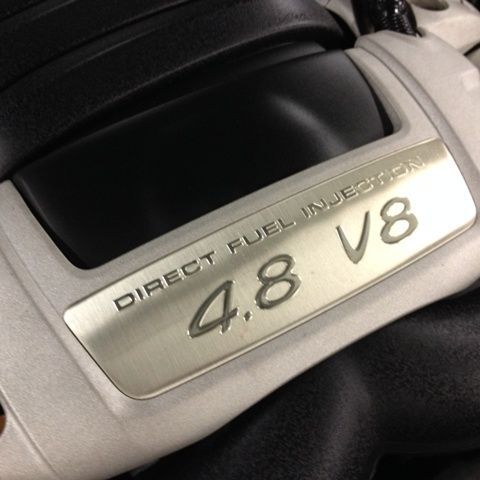 DIRECT FUEL INJECTION
4.8 V8